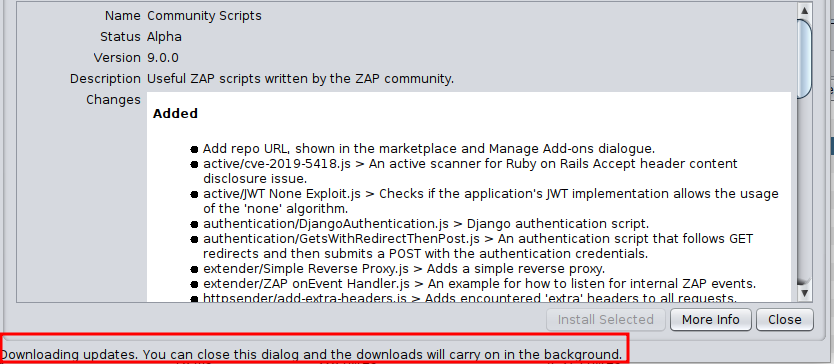 Name Community Scripts
Status Alpha
Version 9.0.0
Description Useful ZAP scripts written by the ZAP community.
Changes
Added
● Add repo URL, shown in the marketplace and Manage Add-ons dialogue.
● active/cve-2019-5418.js > An active scanner for Ruby on Rails Accept header content
disclosure issue.
● active/JWT None Exploit.js > Checks if the application's JWT implementation allows the usage
of the 'none' algorithm.
● authentication/DjangoAuthentication.js > Django authentication script.
● authentication/GetsWithRedirectThenPost.js > An authentication script that follows GET
redirects and then submits a POST with the authentication credentials.
● extender/Simple Reverse Proxy.js > Adds a simple reverse proxy.
● extender/ZAP onEvent Handler.js > An example for how to listen for internal ZAP events.
● httpsender/add-extra-headers.js > Adds encountered 'extra' headers to all requests.
Install Selected More Info Close
Downloading updates. You can close this dialog and the downloads will carry on in the background.